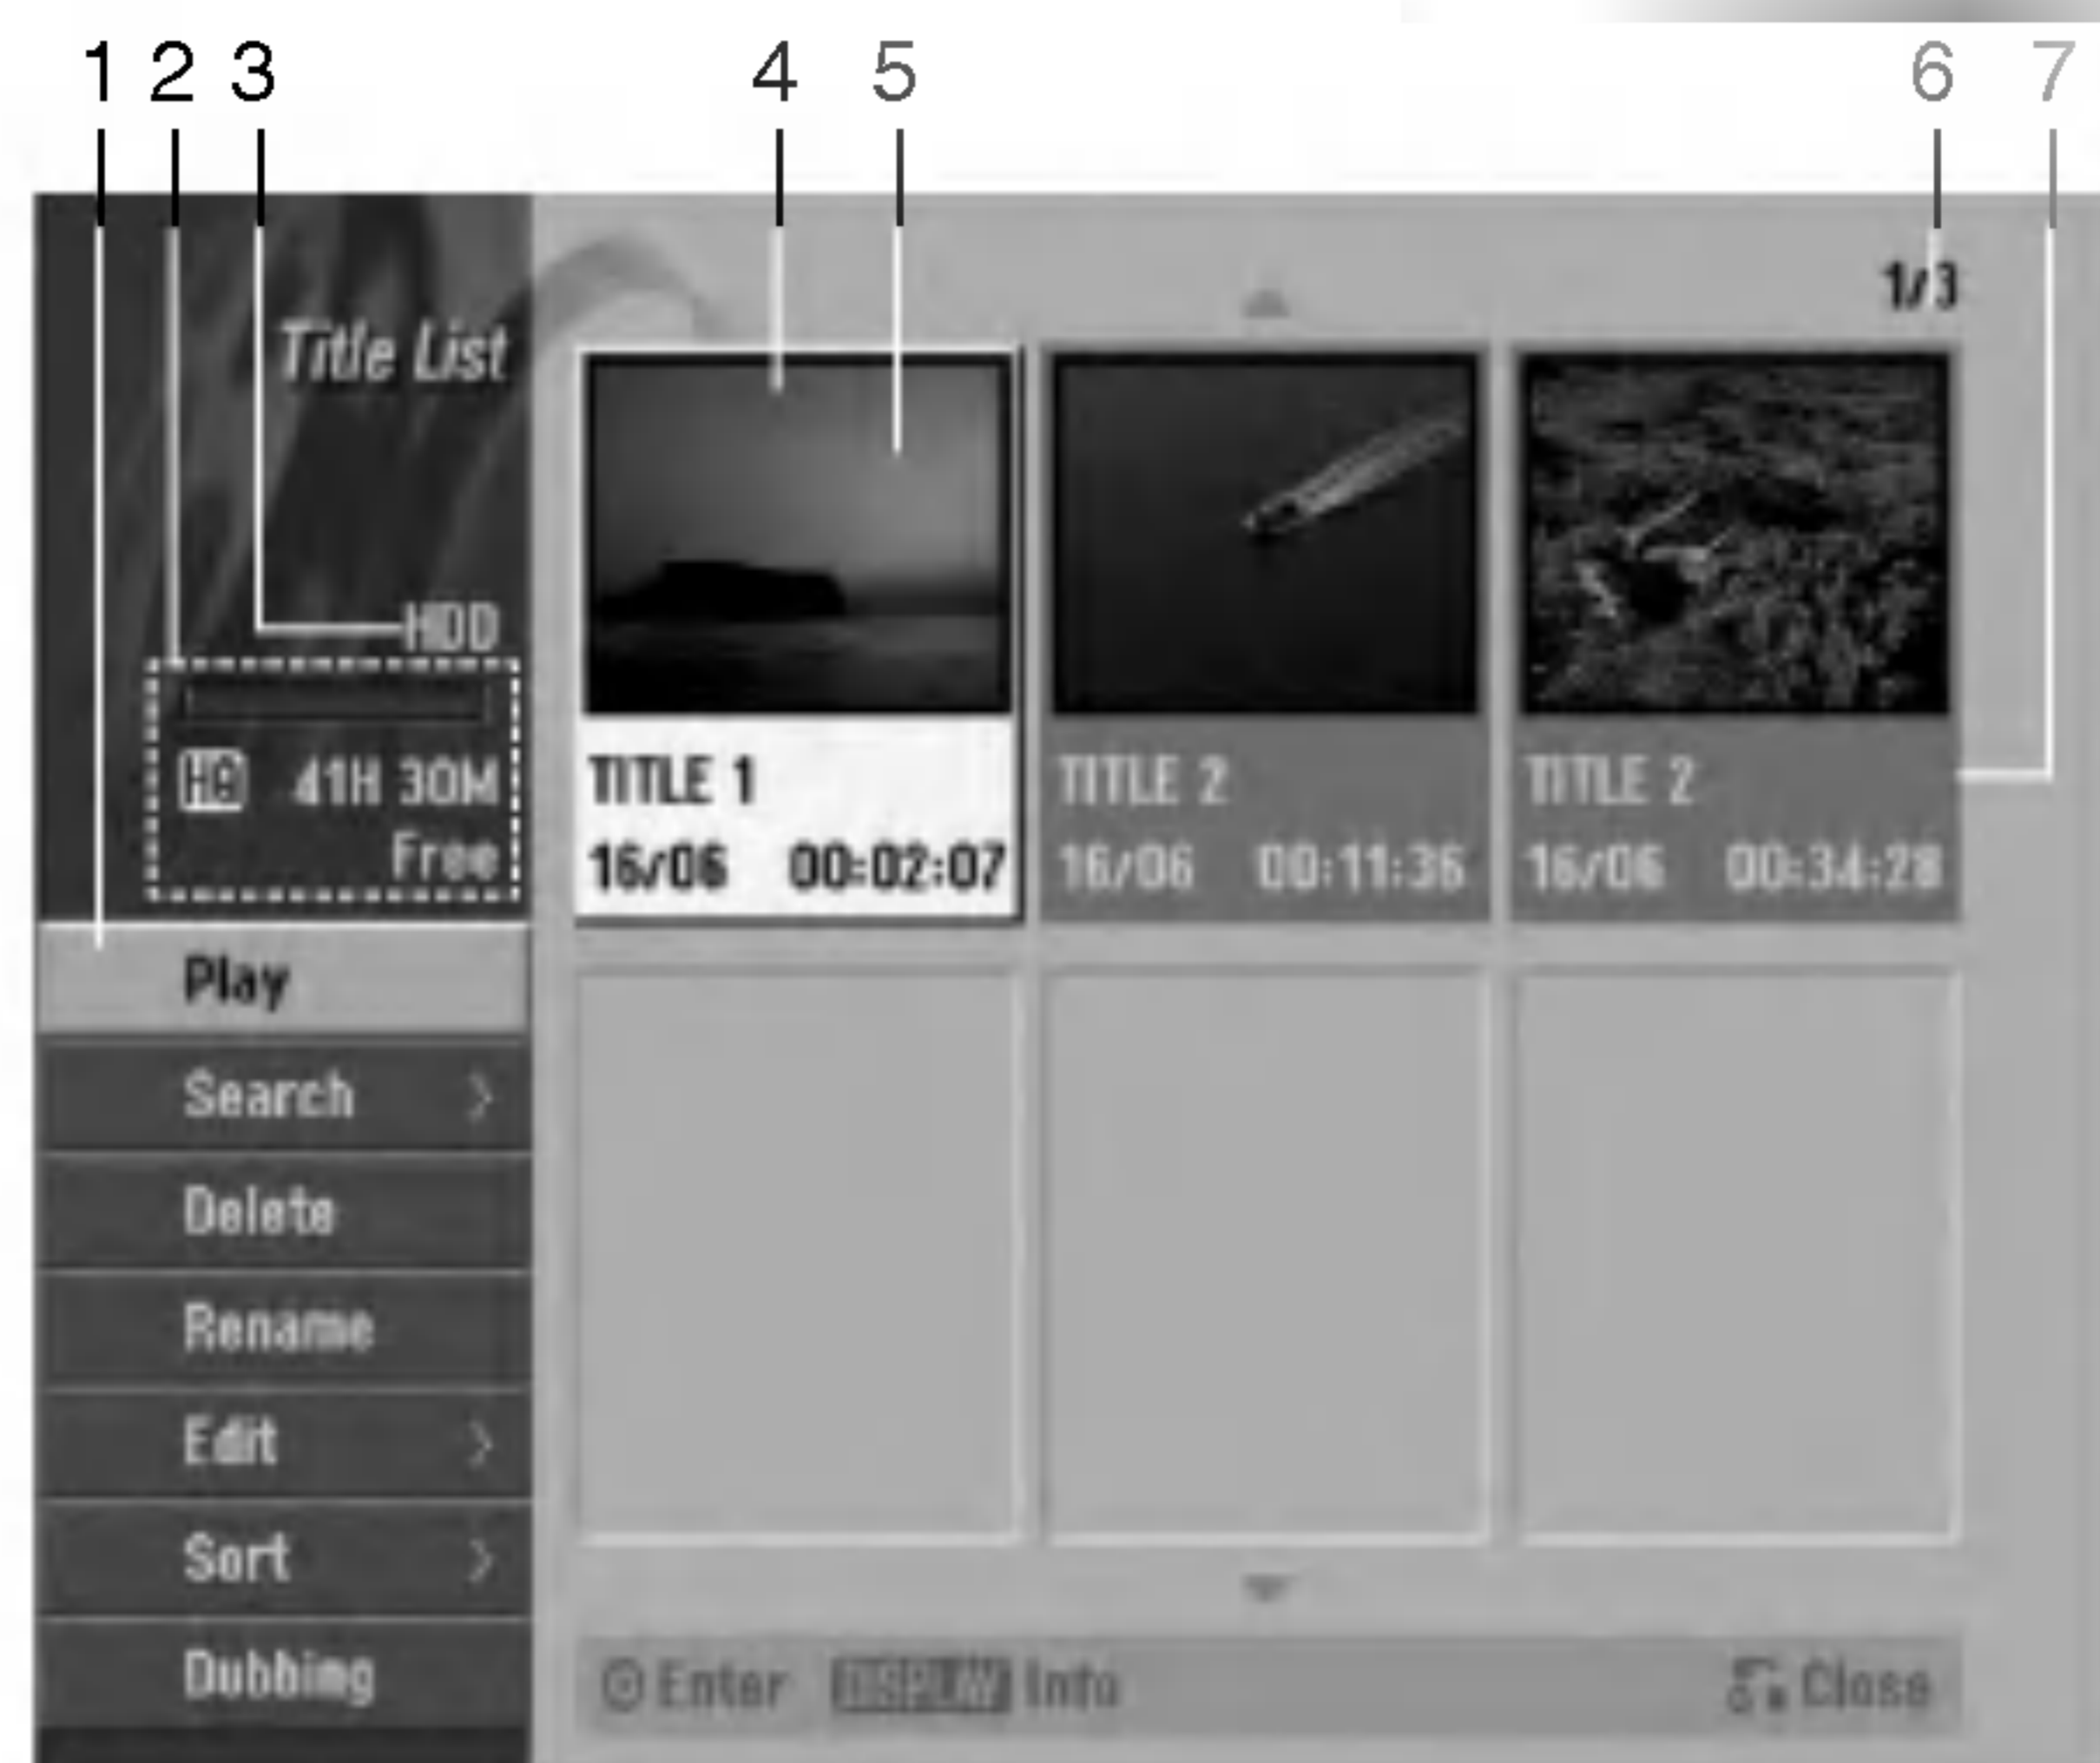 1 2 3 4 5 6 7
1/3
Title List
HDD
HQ 41H 30M
Free
TITLE 1
16/06 00:02:07
TITLE 2
16/06 00:11:36
TITLE 2
16/06 00:34:28
Play
Search >
Delete
Rename
Edit >
Sort >
Dubbing
Enter DISPLAY Info Close